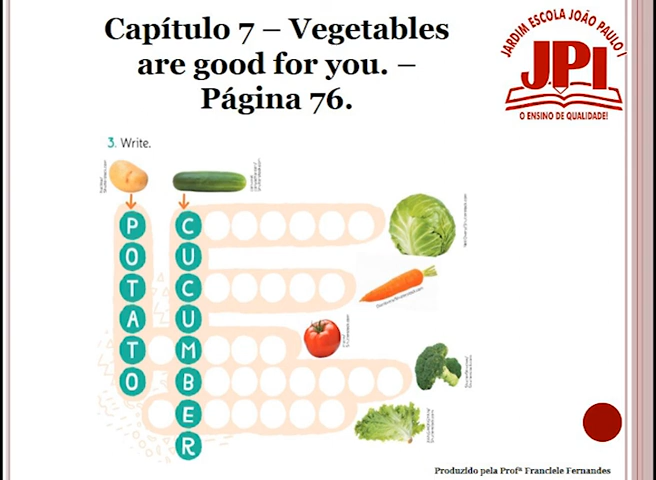 Capítulo 7 – Vegetables
are good for you. –
Página 76.
JARDIM ESCOLA JOÃO PAULO I
JPI
O ENSINO DE QUALIDADE!
3. Write.
POTATO
CUCUMBER
Produzido pela Profª Franciele Fernandes